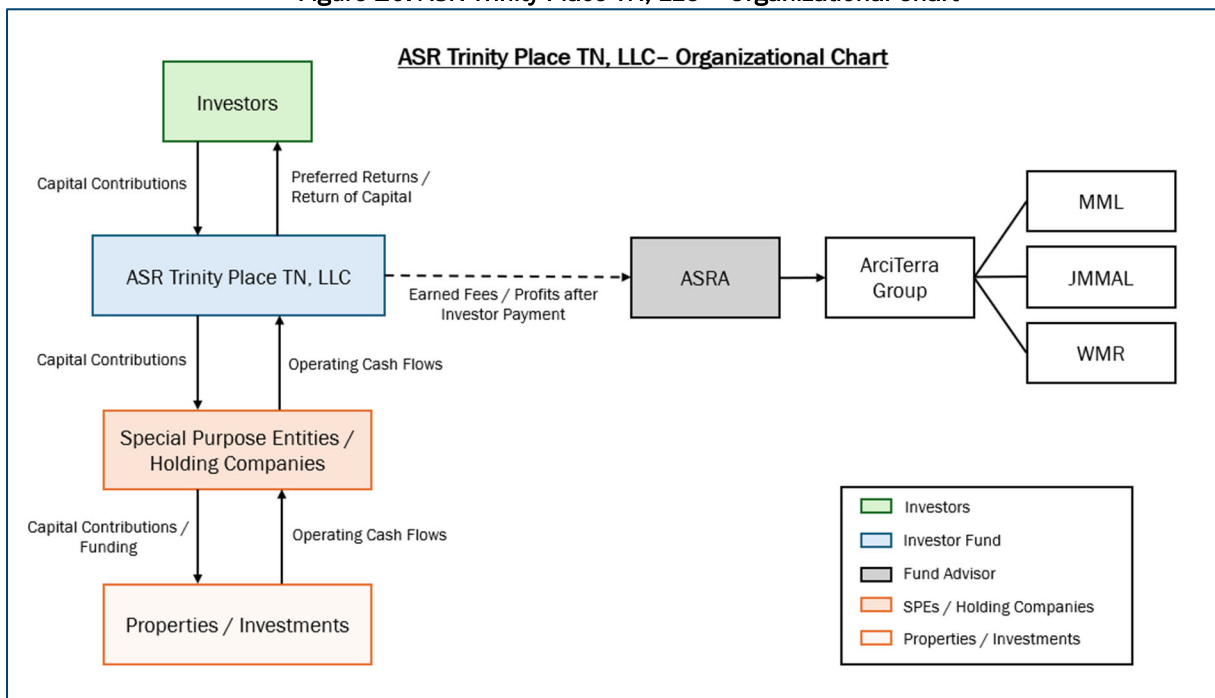 ASR Trinity Place TN, LLC– Organizational Chart
Investors
Capital Contributions
Preferred Returns /
Return of Capital
ASR Trinity Place TN, LLC
Earned Fees / Profits after
Investor Payment
ASRA
ArciTerra
Group
MML
JMMAL
WMR
Capital Contributions
Operating Cash Flows
Special Purpose Entities /
Holding Companies
Capital Contributions /
Funding
Operating Cash Flows
Properties / Investments
Investors
Investor Fund
Fund Advisor
SPEs / Holding Companies
Properties / Investments